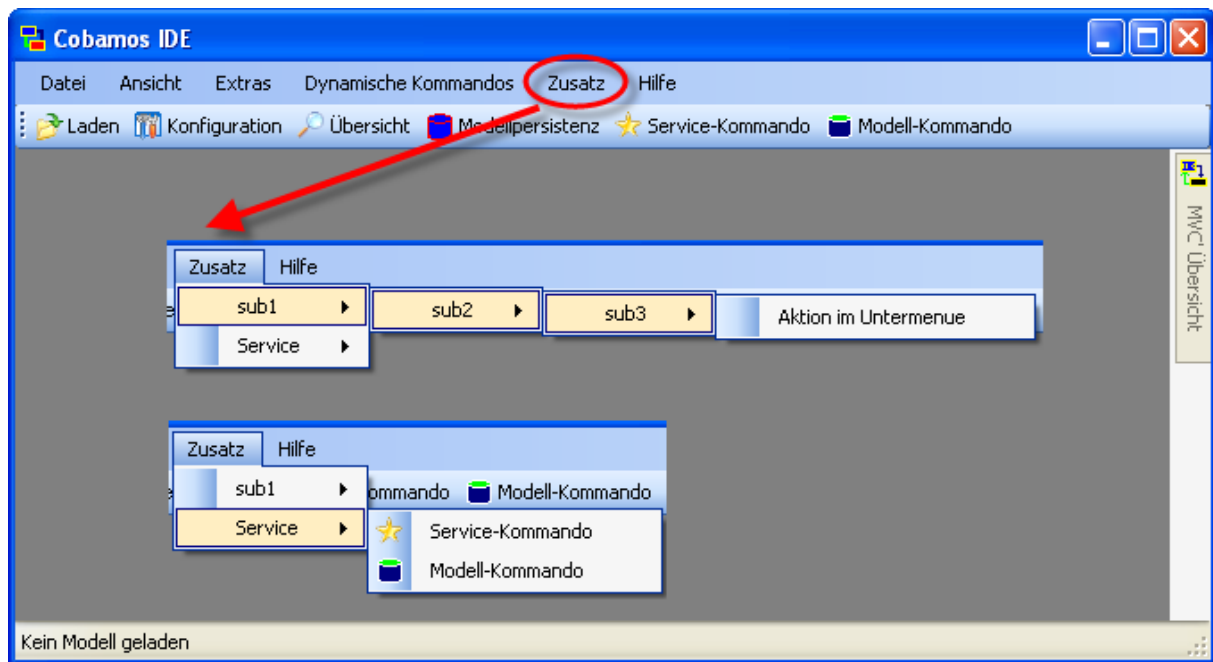 Cobamos IDE
Datei Ansicht Extras Dynamische Kommandos Zusatz Hilfe
Laden Konfiguration Übersicht Modellpersistenz Service-Kommando Modell-Kommando
MVC' Übersicht
Zusatz Hilfe
sub1 sub2 sub3 Aktion im Untermenue
Service
Zusatz Hilfe
sub1 ommando Modell-Kommando
Service
Service-Kommando
Modell-Kommando
Kein Modell geladen